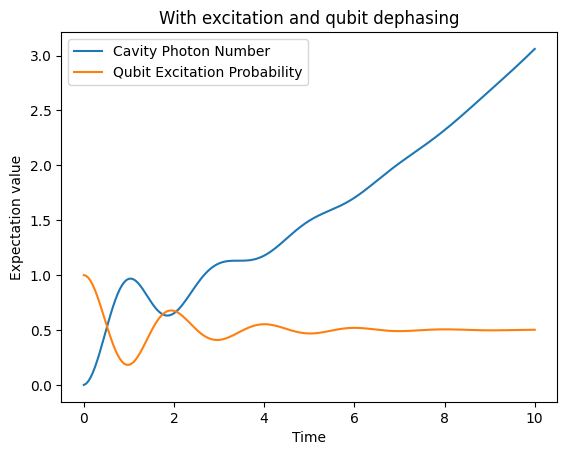 With excitation and qubit dephasing
Cavity Photon Number
Qubit Excitation Probability
Expectation value
3.0
2.5
2.0
1.5
1.0
0.5
0.0
0 2 4 6 8 10
Time